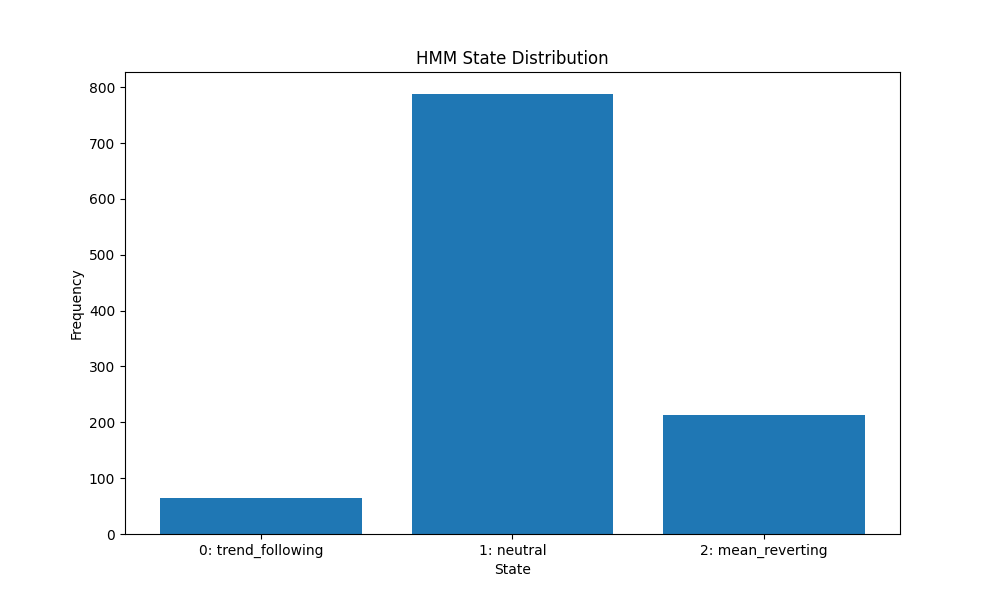 HMM State Distribution
Frequency
800
700
600
500
400
300
200
100
0
0: trend_following
1: neutral
2: mean_reverting
State